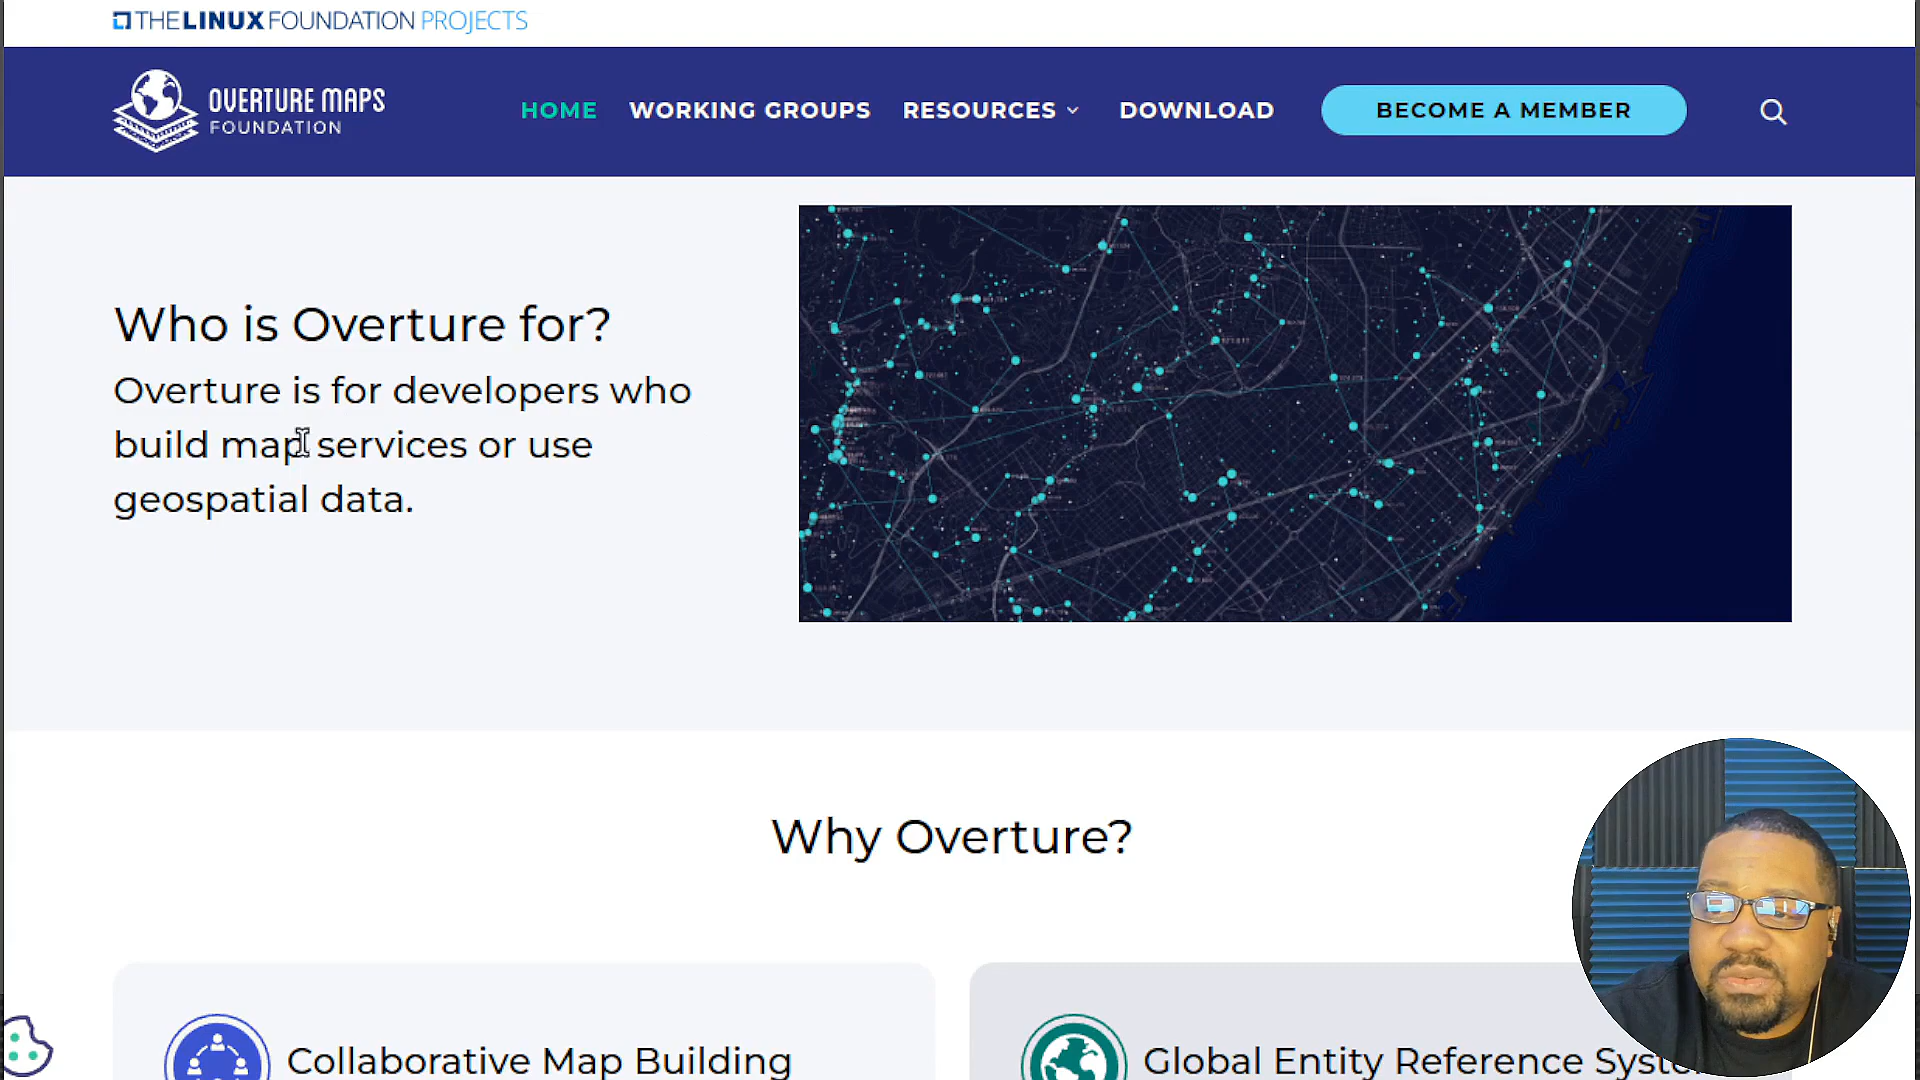 THE LINUX FOUNDATION PROJECTS
OVERTURE MAPS
FOUNDATION
HOME WORKING GROUPS RESOURCES DOWNLOAD BECOME A MEMBER
Who is Overture for?
Overture is for developers who
build map services or use
geospatial data.
Why Overture?
Collaborative Map Building
Global Entity Reference